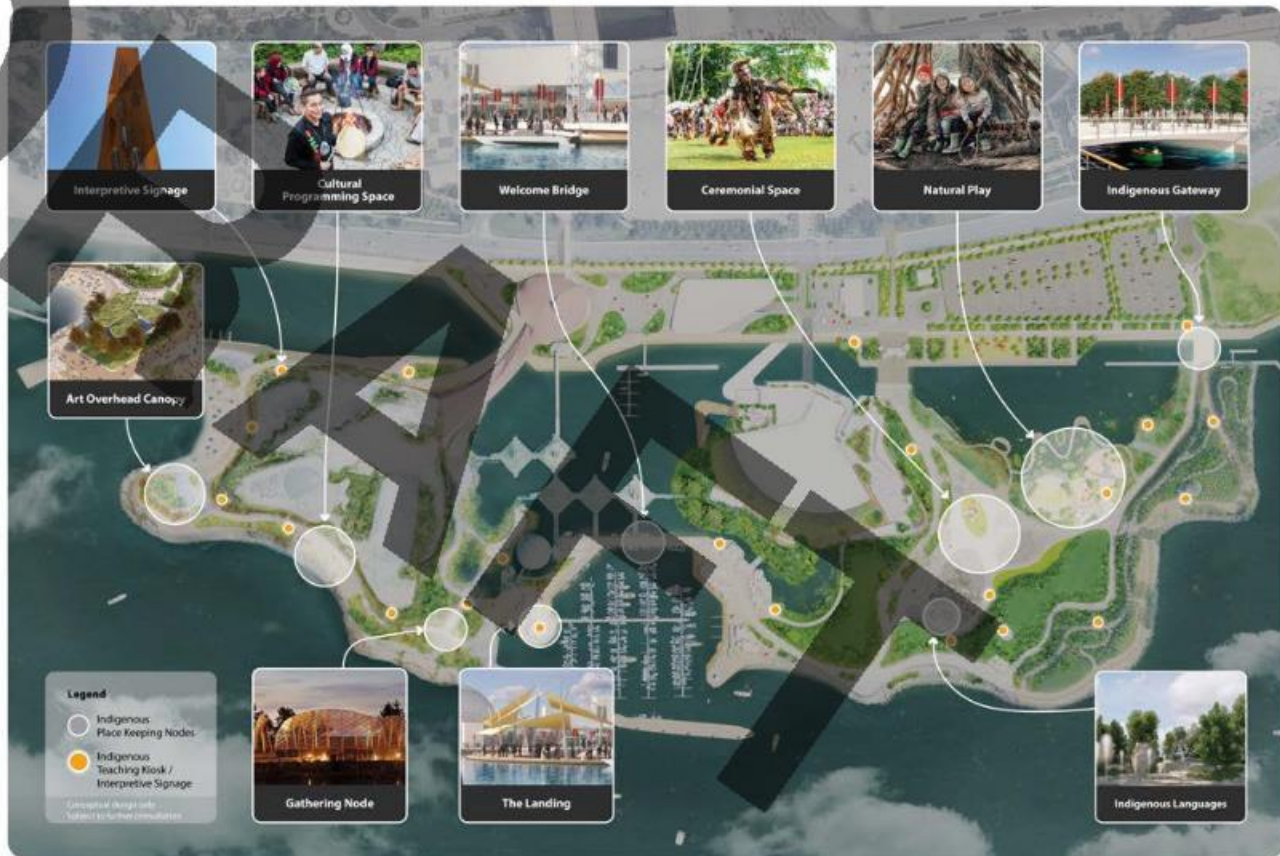 Interpretive Signage
Cultural
Programming Space
Welcome Bridge
Ceremonial Space
Natural Play
Indigenous Gateway
Art Overhead Canopy
Legend
Indigenous
Place Keeping Nodes
Indigenous
Teaching Kiosk /
Interpretive Signage
Conceptual design only
Subject to further consultation
Gathering Node
The Landing
Indigenous Languages
DRAFT